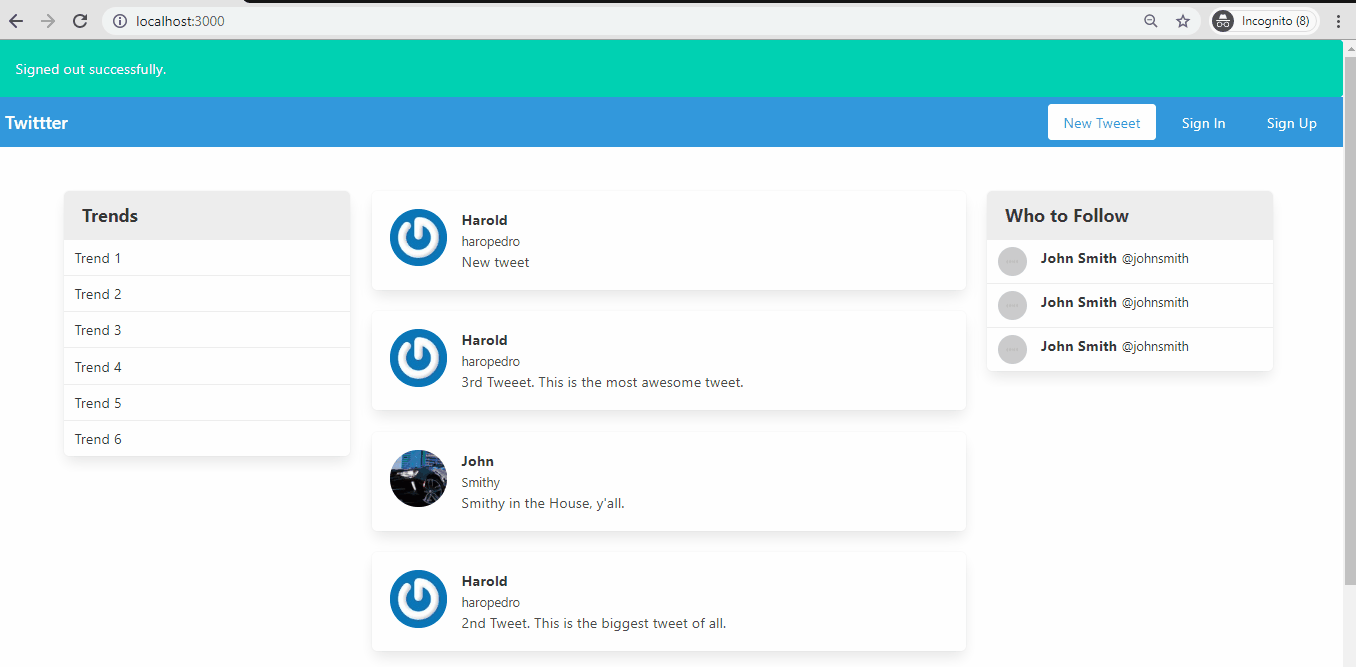 localhost:3000
Incognito (8)
Signed out successfully.
Twittter
New Tweeet
Sign In
Sign Up
Trends
Trend 1
Trend 2
Trend 3
Trend 4
Trend 5
Trend 6
Harold
haropedro
New tweet
Harold
haropedro
3rd Tweeet. This is the most awesome tweet.
John
Smithy
Smithy in the House, y'all.
Harold
haropedro
2nd Tweet. This is the biggest tweet of all.
Who to Follow
John Smith @johnsmith
John Smith @johnsmith
John Smith @johnsmith